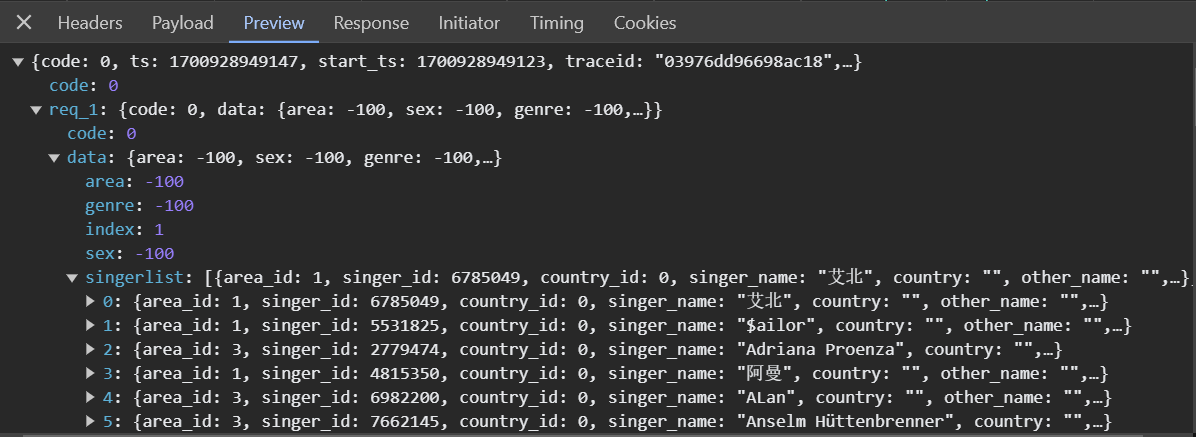 Headers Payload Preview Response Initiator Timing Cookies
{code: 0, ts: 1700928949147, start_ts: 1700928949123, traceid: "03976dd96698ac18",…}
code: 0
req_1: {code: 0, data: {area: -100, sex: -100, genre: -100,…}}
code: 0
data: {area: -100, sex: -100, genre: -100,…}
area: -100
genre: -100
index: 1
sex: -100
singerlist: [{area_id: 1, singer_id: 6785049, country_id: 0, singer_name: "艾北", country: "", other_name: "",…}
0: {area_id: 1, singer_id: 6785049, country_id: 0, singer_name: "艾北", country: "", other_name: "",…}
1: {area_id: 1, singer_id: 5531825, country_id: 0, singer_name: "$ailor", country: "", other_name: "",…}
2: {area_id: 3, singer_id: 2779474, country_id: 0, singer_name: "Adriana Proenza", country: "",…}
3: {area_id: 1, singer_id: 4815350, country_id: 0, singer_name: "阿曼", country: "", other_name: "",…}
4: {area_id: 3, singer_id: 6982200, country_id: 0, singer_name: "ALan", country: "", other_name: "",…}
5: {area_id: 3, singer_id: 7662145, country_id: 0, singer_name: "Anselm Hüttenbrenner", country: "",…}